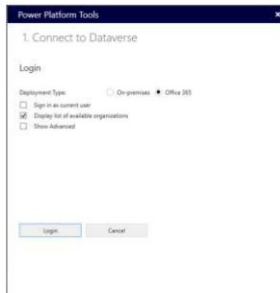 Power Platform Tools
1. Connect to Dataverse
Login
Deployment Type: On-premises Office 365
Sign in as current user
Display list of available organizations
Show Advanced
Login Cancel